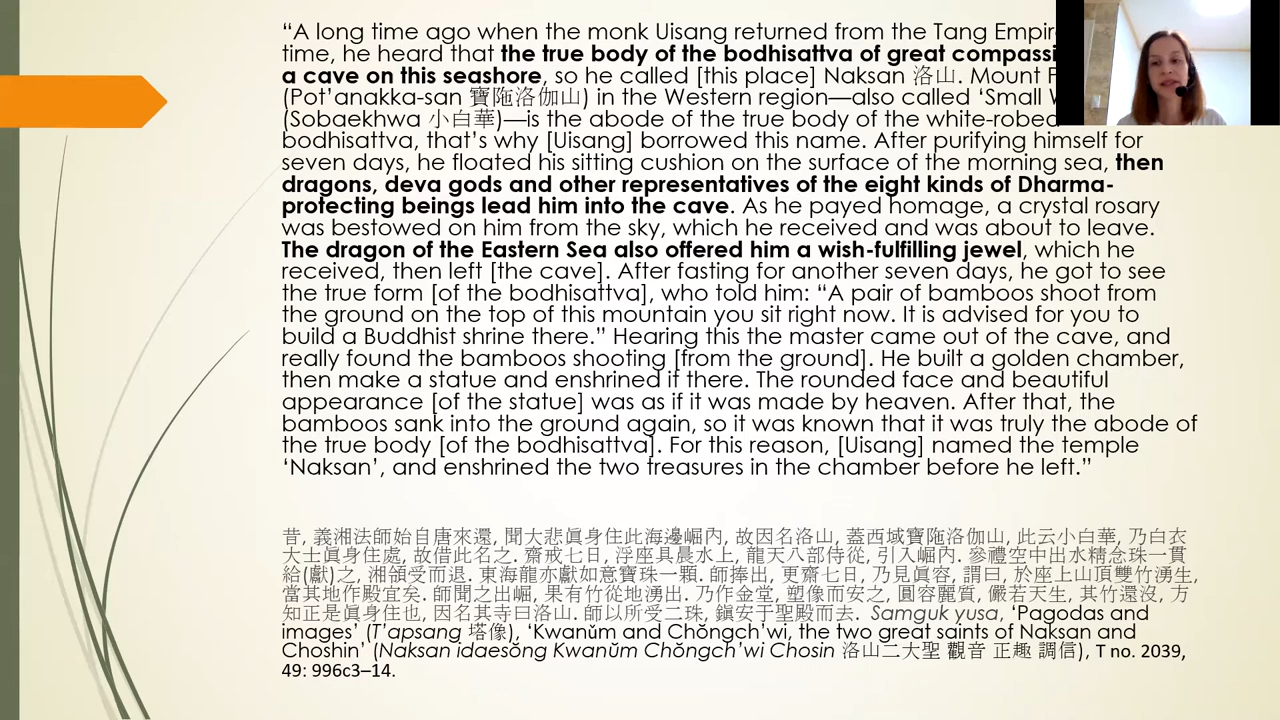 “A long time ago when the monk Uisang returned from the Tang Empir
time, he heard that the true body of the bodhisattva of great compassi
a cave on this seashore, so he called [this place] Naksan 洛山. Mount
(Pot’anakka-san 寶陁洛伽山) in the Western region—also called ‘Small
(Sobaekhwa 小白華)—is the abode of the true body of the white-robed
bodhisattva, that’s why [Uisang] borrowed this name. After purifying himself for
seven days, he floated his sitting cushion on the surface of the morning sea, then
dragons, deva gods and other representatives of the eight kinds of Dharma-
protecting beings lead him into the cave. As he payed homage, a crystal rosary
was bestowed on him from the sky, which he received and was about to leave.
The dragon of the Eastern Sea also offered him a wish-fulfilling jewel, which he
received, then left [the cave]. After fasting for another seven days, he got to see
the true form [of the bodhisattva], who told him: “A pair of bamboos shoot from
the ground on the top of this mountain you sit right now. It is advised for you to
build a Buddhist shrine there.” Hearing this the master came out of the cave, and
really found the bamboos shooting [from the ground]. He built a golden chamber,
then make a statue and enshrined it there. The rounded face and beautiful
appearance [of the statue] was as if it was made by heaven. After that, the
bamboos sank into the ground again, so it was known that it was truly the abode of
the true body [of the bodhisattva]. For this reason, [Uisang] named the temple
‘Naksan’, and enshrined the two treasures in the chamber before he left.”
昔, 義湘法師始自唐來還, 聞大悲眞身住此海邊崛內, 故因名洛山, 蓋西域寶陁洛伽山, 此云小白華, 乃白衣
大士眞身住處, 故借此名之. 齋戒七日, 浮座具晨水上, 龍天八部侍從, 引入崛內. 參禮空中出水精念珠一貫
給(獻)之, 湘領受而退. 東海龍亦獻如意寶珠一顆. 師捧出, 更齋七日, 乃見眞容, 謂曰, 於座上山頂雙竹湧生,
當其地作殿宜矣. 師聞之出崛, 果有竹從地湧出. 乃作金堂, 塑像而安之, 圓容麗質, 儼若天生, 其竹還沒, 方
知正是眞身住也, 因名其寺曰洛山. 師以所受二珠, 鎭安于聖殿而去. Samguk yusa, ‘Pagodas and
images’ (T’apsang 塔像), ‘Kwanŭm and Chŏngch’wi, the two great saints of Naksan and
Choshin’ (Naksan idaesŏng Kwanŭm Chŏngch’wi Chosin 洛山二大聖 觀音 正趣 調信), T no. 2039,
49: 996c3–14.